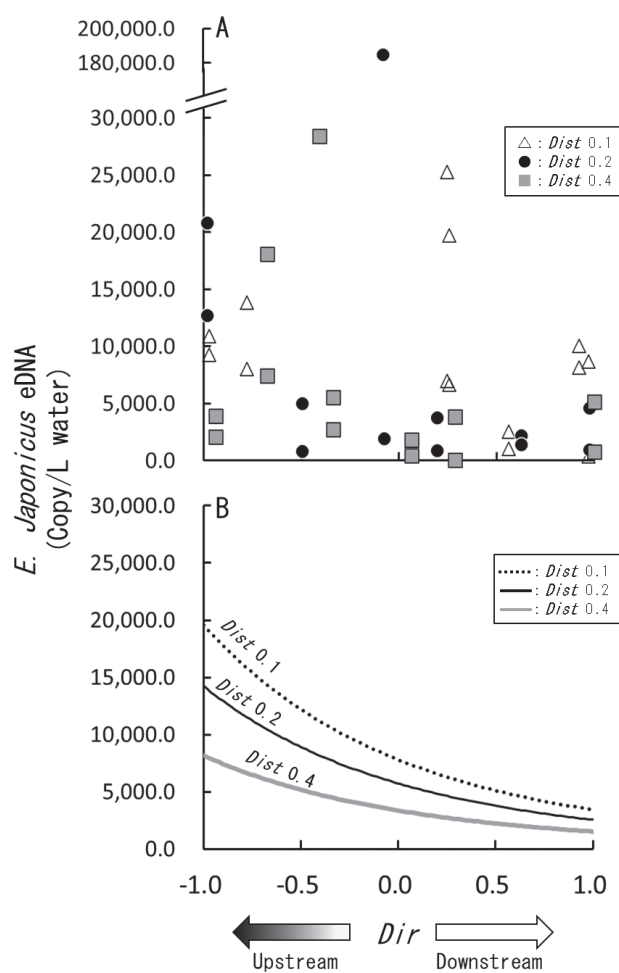 A
200,000.0
180,000.0
30,000.0
25,000.0
20,000.0
15,000.0
10,000.0
5,000.0
0.0
△ : Dist 0.1
● : Dist 0.2
■ : Dist 0.4
E. Japonicus eDNA
(Copy/L water)
B
30,000.0
25,000.0
20,000.0
15,000.0
10,000.0
5,000.0
0.0
: Dist 0.1
: Dist 0.2
: Dist 0.4
Dist 0.1
Dist 0.2
Dist 0.4
-1.0 -0.5 0.0 0.5 1.0
Dir
Upstream Downstream